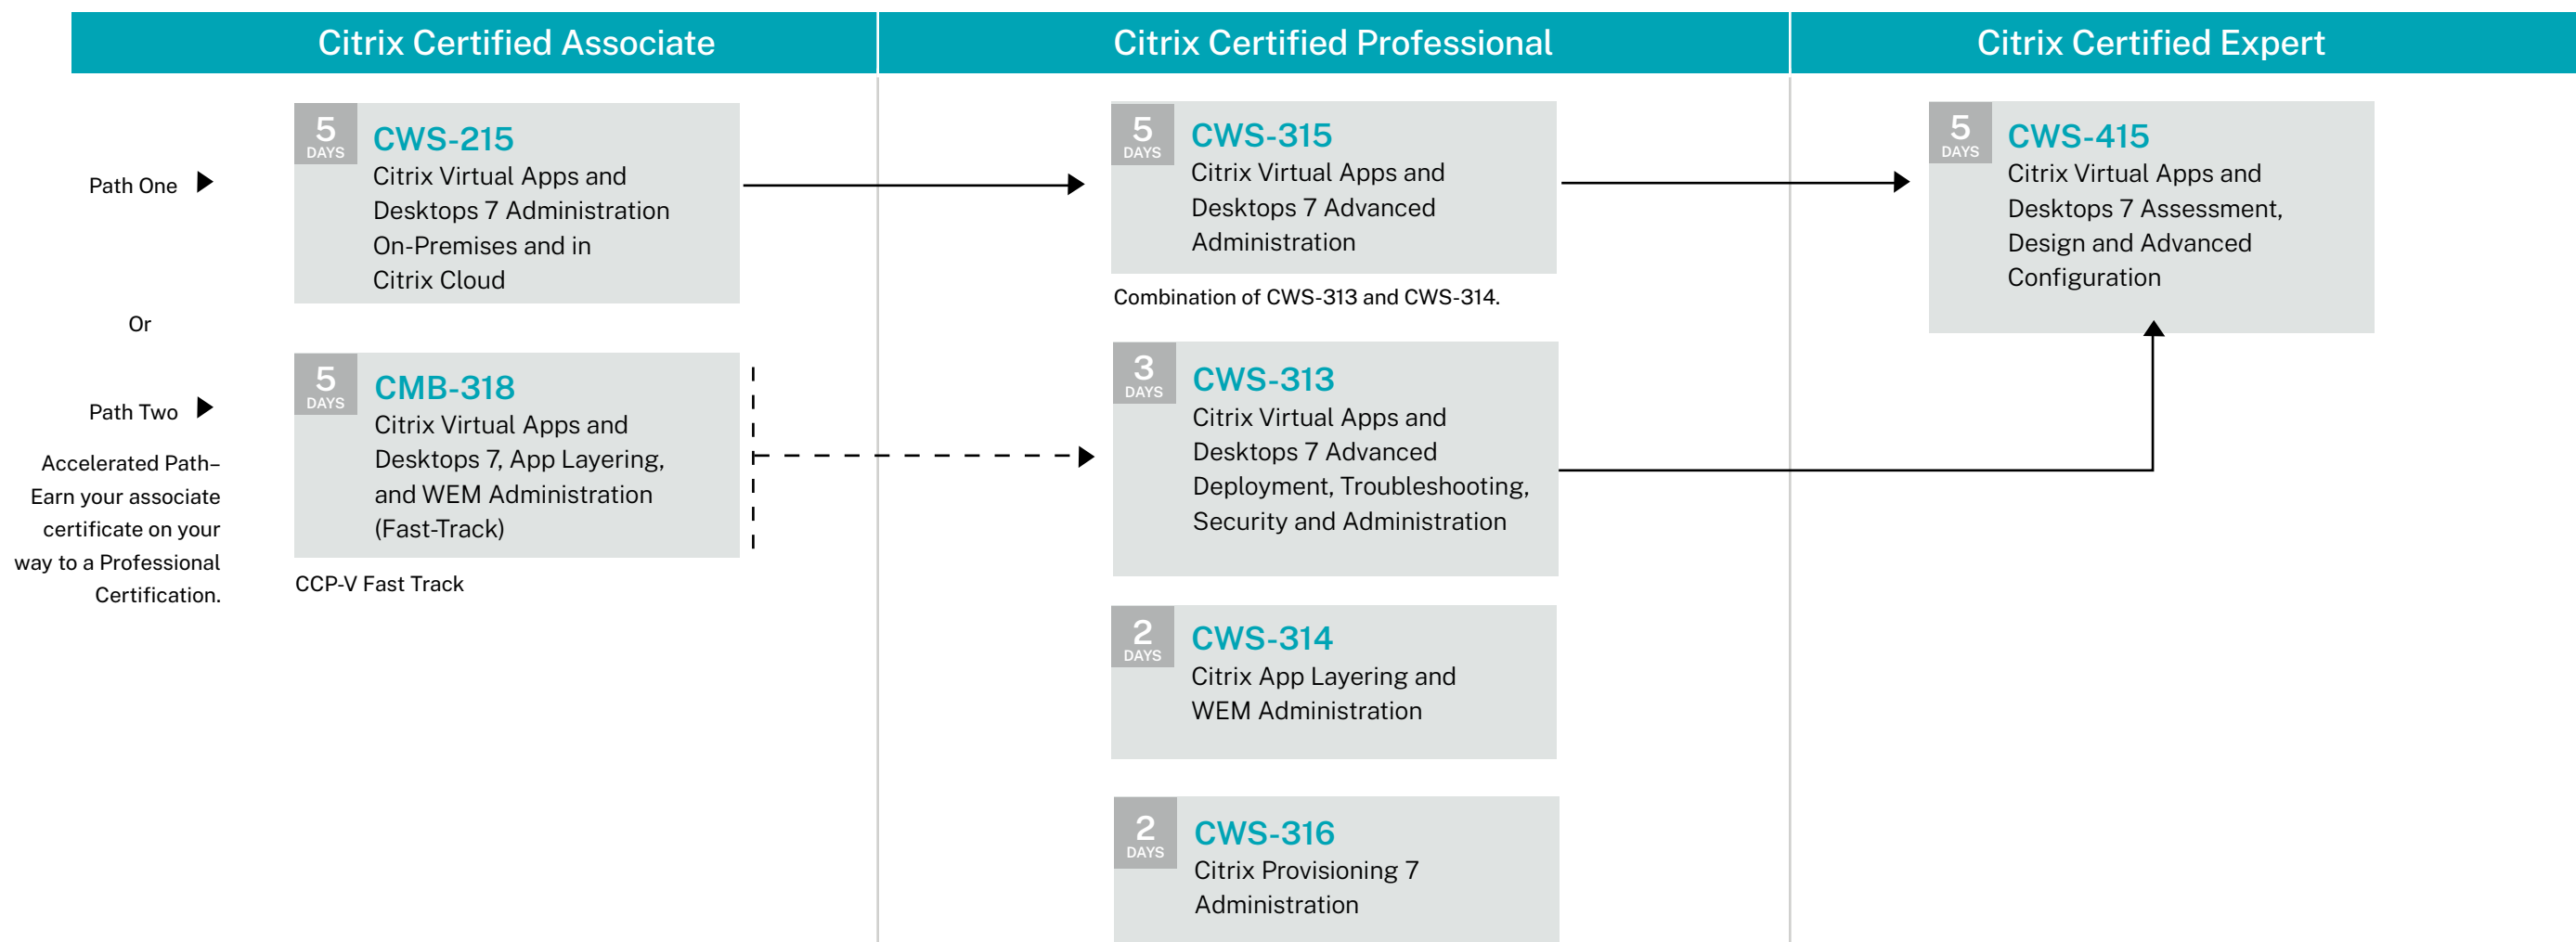 Citrix Certified Associate
Citrix Certified Professional
Citrix Certified Expert
Path One
5
DAYS
CWS-215
Citrix Virtual Apps and
Desktops 7 Administration
On-Premises and in
Citrix Cloud
5
DAYS
CWS-315
Citrix Virtual Apps and
Desktops 7 Advanced
Administration
Combination of CWS-313 and CWS-314.
5
DAYS
CWS-415
Citrix Virtual Apps and
Desktops 7 Assessment,
Design and Advanced
Configuration
Or
Path Two
Accelerated Path–
Earn your associate
certificate on your
way to a Professional
Certification.
5
DAYS
CMB-318
Citrix Virtual Apps and
Desktops 7, App Layering,
and WEM Administration
(Fast-Track)
CCP-V Fast Track
3
DAYS
CWS-313
Citrix Virtual Apps and
Desktops 7 Advanced
Deployment, Troubleshooting,
Security and Administration
2
DAYS
CWS-314
Citrix App Layering and
WEM Administration
2
DAYS
CWS-316
Citrix Provisioning 7
Administration